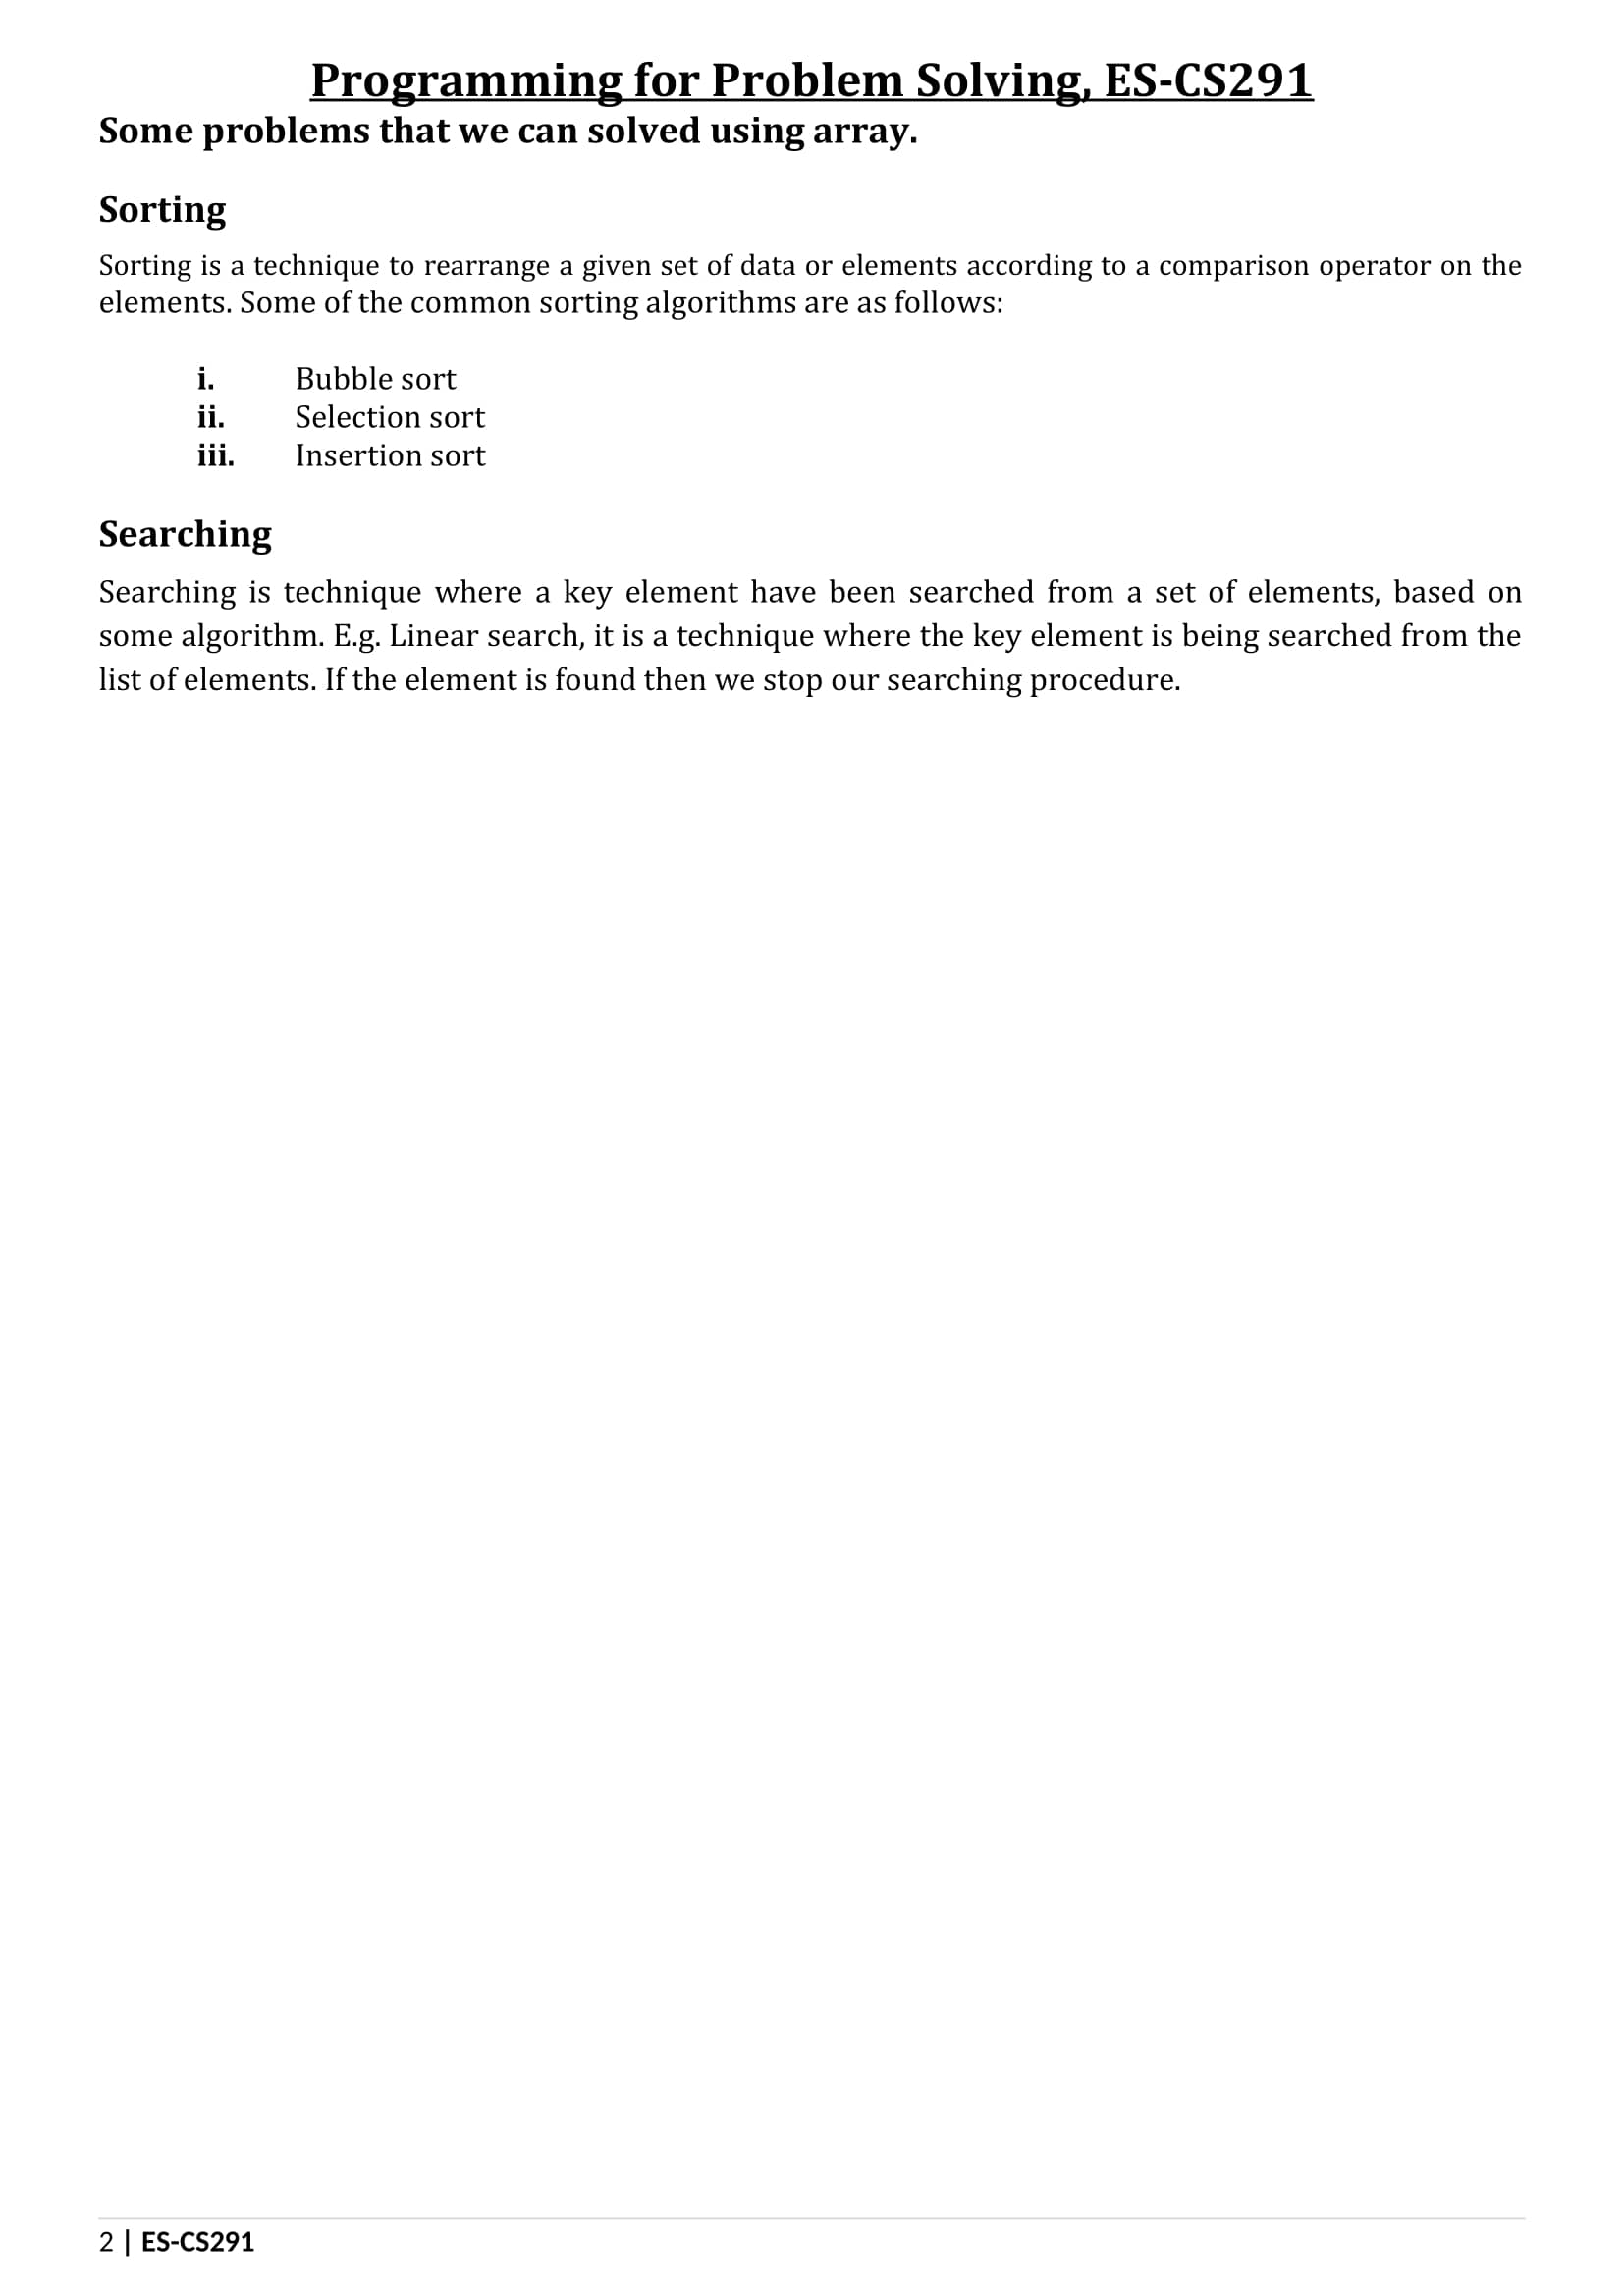 Programming for Problem Solving, ES-CS291
Some problems that we can solved using array.
Sorting
Sorting is a technique to rearrange a given set of data or elements according to a comparison operator on the
elements. Some of the common sorting algorithms are as follows:
i. Bubble sort
ii. Selection sort
iii. Insertion sort
Searching
Searching is technique where a key element have been searched from a set of elements, based on
some algorithm. E.g. Linear search, it is a technique where the key element is being searched from the
list of elements. If the element is found then we stop our searching procedure.
2 | ES-CS291